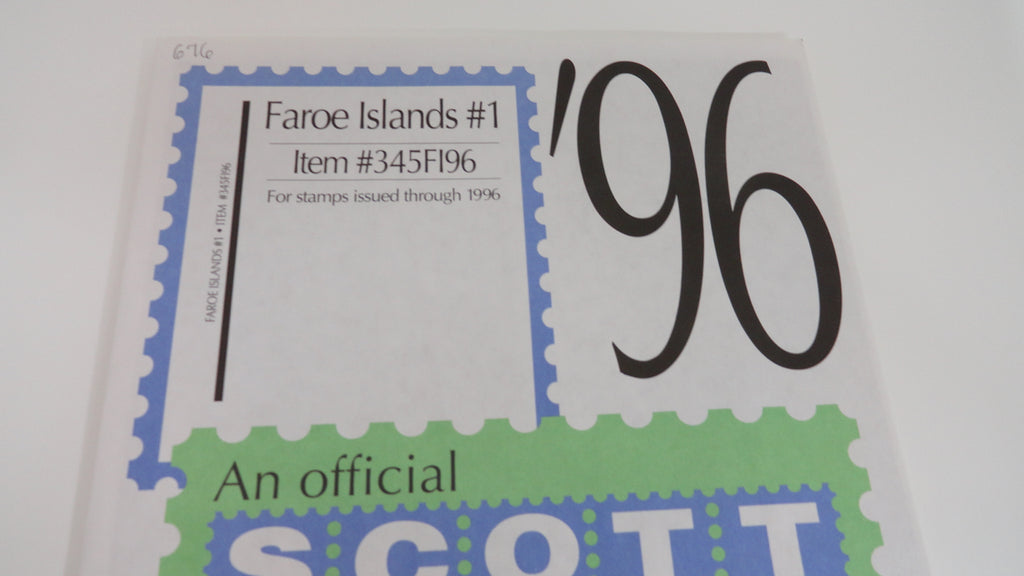 676
Faroe Islands #1
Item #345FI96
For stamps issued through 1996
FAROE ISLANDS #1 • ITEM #345FI96
'96
An official
SCOTT